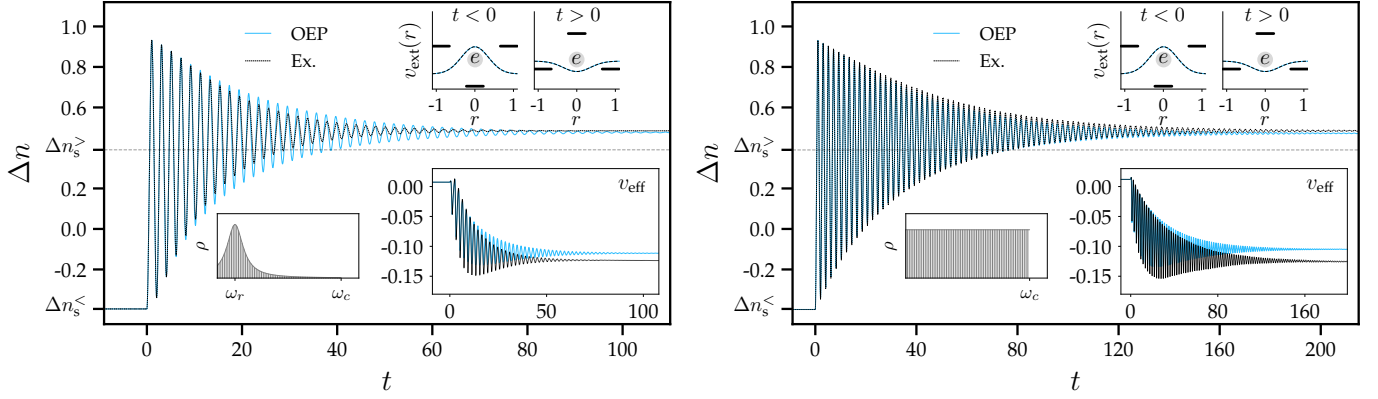 OEP
Ex.
t < 0
t > 0
v_ext(r)
e
e
-1 0 1
-1 0 1
r
r
1.0
0.8
0.6
Δn_s^>
0.2
0.0
-0.2
Δn_s^<
Δn
ρ
ω_r
ω_c
v_eff
0.00
-0.05
-0.10
-0.15
0 50 100
0 20 40 60 80 100
t
OEP
Ex.
t < 0
t > 0
v_ext(r)
e
e
-1 0 1
-1 0 1
r
r
1.0
0.8
0.6
Δn_s^>
0.2
0.0
-0.2
Δn_s^<
Δn
ρ
ω_c
v_eff
0.00
-0.05
-0.10
-0.15
0 80 160
0 40 80 120 160 200
t